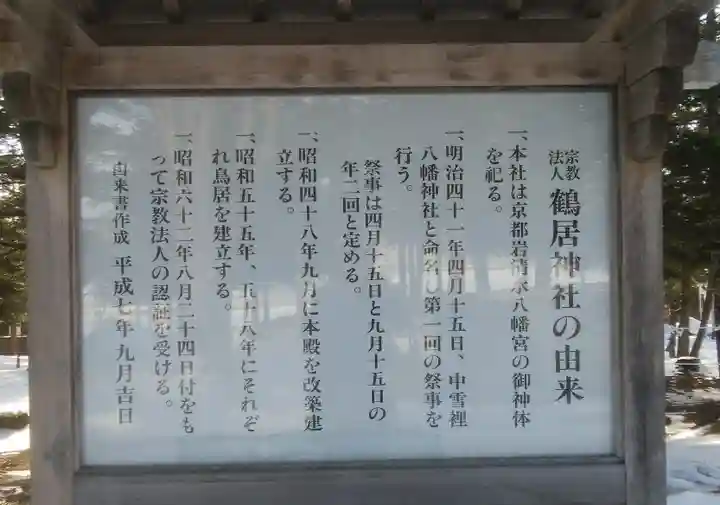 宗教法人 鶴居神社の由来
一、本社は京都岩清水八幡宮の御神体
を祀る。
一、明治四十一年四月十五日、中雪裡
八幡神社と命名し第一回の祭事を
行う。
祭事は四月十五日と九月十五日の
年二回と定める。
一、昭和四十八年九月に本殿を改築建
立する。
一、昭和五十五年、五十八年にそれぞ
れ鳥居を建立する。
一、昭和六十二年八月二十四日付をも
って宗教法人の認証を受ける。
由来書作成 平成七年九月吉日